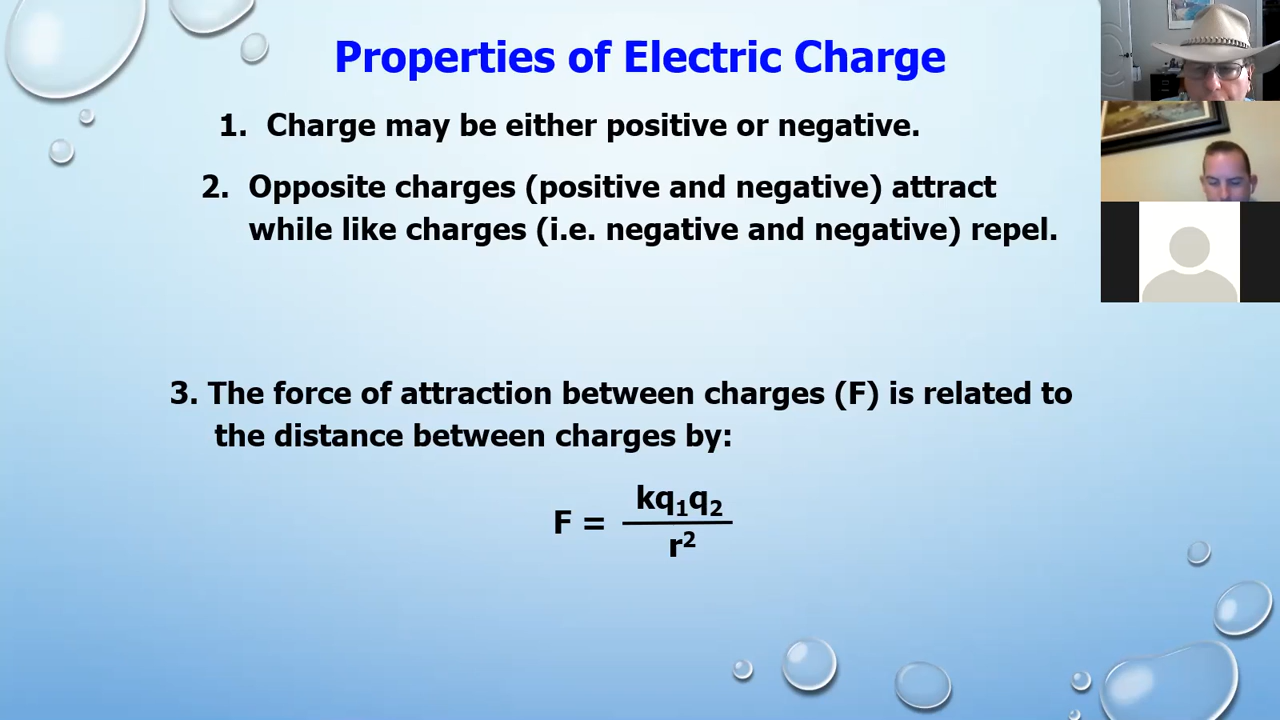 Properties of Electric Charge
1. Charge may be either positive or negative.
2. Opposite charges (positive and negative) attract
while like charges (i.e. negative and negative) repel.
3. The force of attraction between charges (F) is related to
the distance between charges by:
F = kq₁q₂
r²